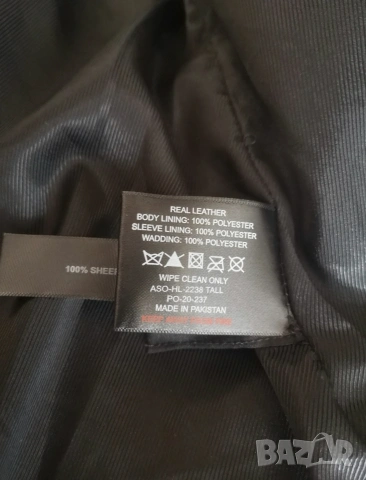 REAL LEATHER
BODY LINING: 100% POLYESTER
SLEEVE LINING: 100% POLYESTER
WADDING: 100% POLYESTER
100% SHEEP
WIPE CLEAN ONLY
ASO-HL-2238 TALL
PO-20-237
MADE IN PAKISTAN
BAZAR